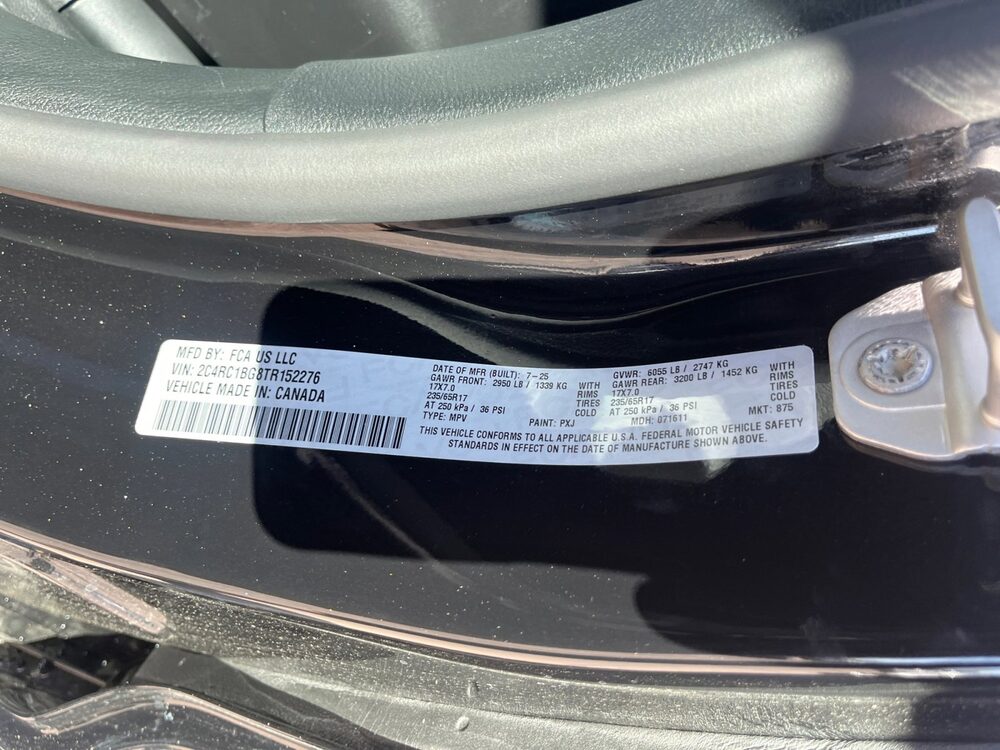 MFD BY: FCA US LLC
VIN: 2C4RC1BG8TR152276
VEHICLE MADE IN: CANADA
DATE OF MFR (BUILT): 7-25
GAWR FRONT: 2950 LB / 1339 KG WITH
17X7.0 RIMS
235/65R17 TIRES
AT 250 kPa / 36 PSI COLD
TYPE: MPV PAINT: PXJ
GVWR: 6055 LB / 2747 KG
GAWR REAR: 3200 LB / 1452 KG WITH
17X7.0 RIMS
235/65R17 TIRES
AT 250 kPa / 36 PSI COLD
MDH: 071611 MKT: 875
THIS VEHICLE CONFORMS TO ALL APPLICABLE U.S.A. FEDERAL MOTOR VEHICLE SAFETY
STANDARDS IN EFFECT ON THE DATE OF MANUFACTURE SHOWN ABOVE.